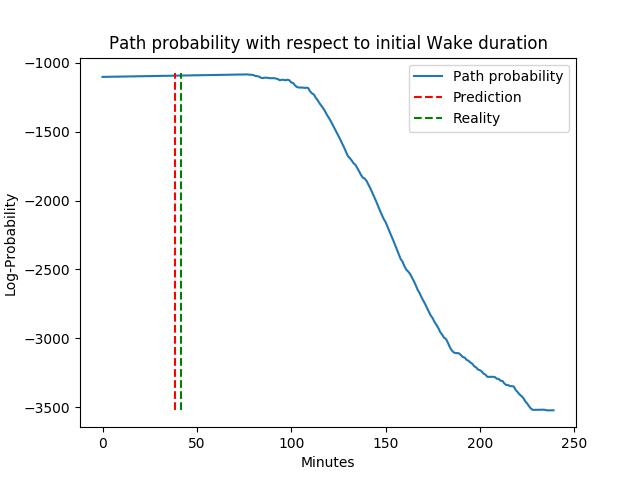 Path probability with respect to initial Wake duration
Path probability
Prediction
Reality
−1000
−1500
−2000
−2500
−3000
−3500
Log-Probability
0 50 100 150 200 250
Minutes